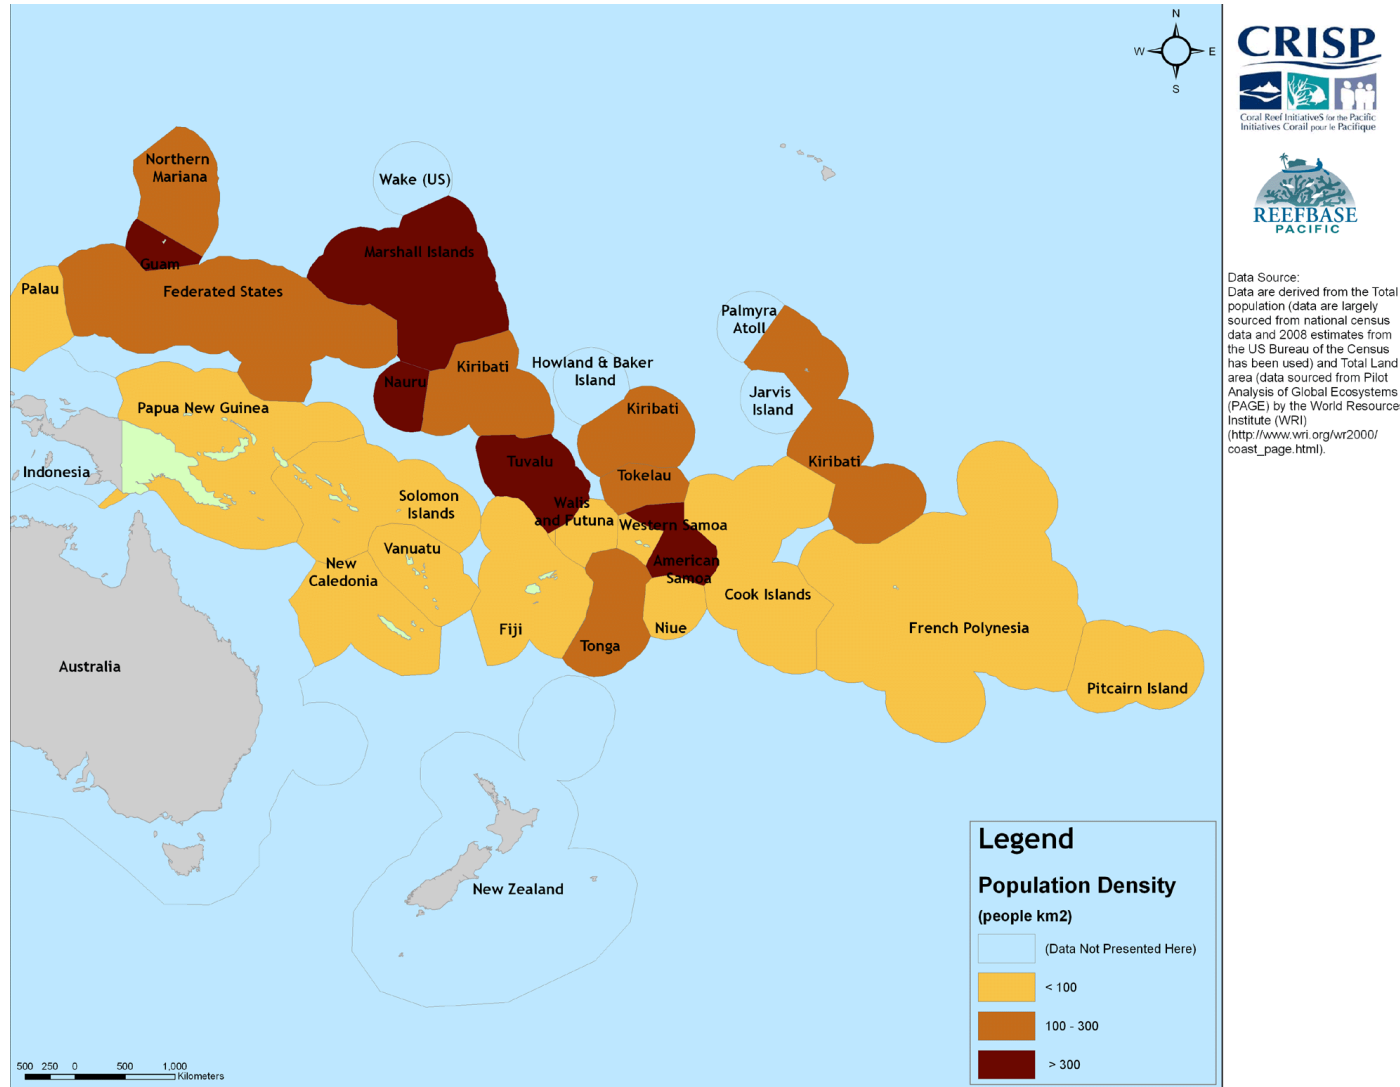 N
W
E
S
CRISP
Coral Reef InitiativeS for the Pacific
Initiatives Corail pour le Pacifique
REEFBASE
PACIFIC
Data Source:
Data are derived from the Total
population (data are largely
sourced from national census
data and 2008 estimates from
the US Bureau of the Census
has been used) and Total Land
area (data sourced from Pilot
Analysis of Global Ecosystems
(PAGE) by the World Resource
Institute (WRI)
(http://www.wri.org/wr2000/
coast_page.html).
Northern
Mariana
Wake (US)
Guam
Marshall Islands
Palau
Federated States
Palmyra
Atoll
Kiribati
Howland & Baker
Island
Nauru
Jarvis
Island
Papua New Guinea
Kiribati
Indonesia
Tuvalu
Kiribati
Tokelau
Solomon
Islands
Walis
and Futuna
Western Samoa
Vanuatu
New
Caledonia
American
Samoa
Cook Islands
Fiji
Niue
French Polynesia
Tonga
Australia
Pitcairn Island
New Zealand
Legend
Population Density
(people km2)
(Data Not Presented Here)
< 100
100 - 300
> 300
500 250 0 500 1,000
Kilometers